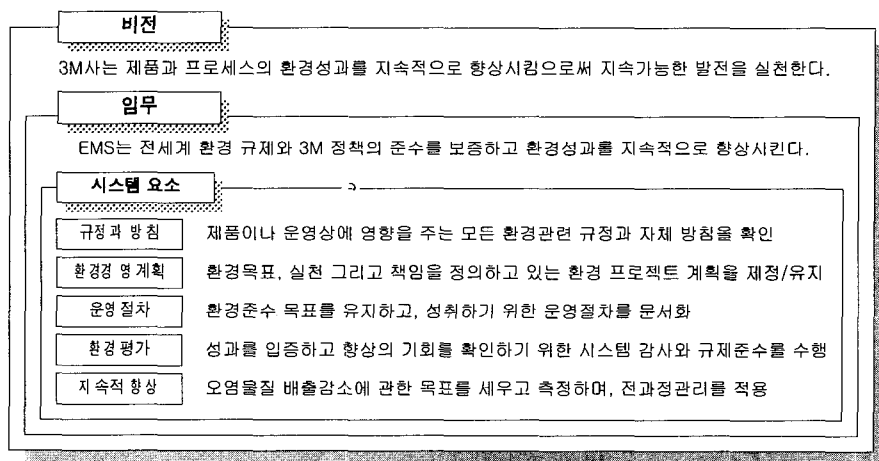 비전
3M사는 제품과 프로세스의 환경성과를 지속적으로 향상시킴으로써 지속가능한 발전을 실천한다.
임무
EMS는 전세계 환경 규제와 3M 정책의 준수를 보증하고 환경성과를 지속적으로 향상시킨다.
시스템 요소
규정과 방침 제품이나 운영상에 영향을 주는 모든 환경관련 규정과 자체 방침을 확인
환경경영계획 환경목표, 실천 그리고 책임을 정의하고 있는 환경 프로젝트 계획을 제정/유지
운영절차 환경준수 목표를 유지하고, 성취하기 위한 운영절차를 문서화
환경평가 성과를 입증하고 향상의 기회를 확인하기 위한 시스템 감사와 규제준수를 수행
지속적 향상 오염물질 배출감소에 관한 목표를 세우고 측정하며, 전과정관리를 적용